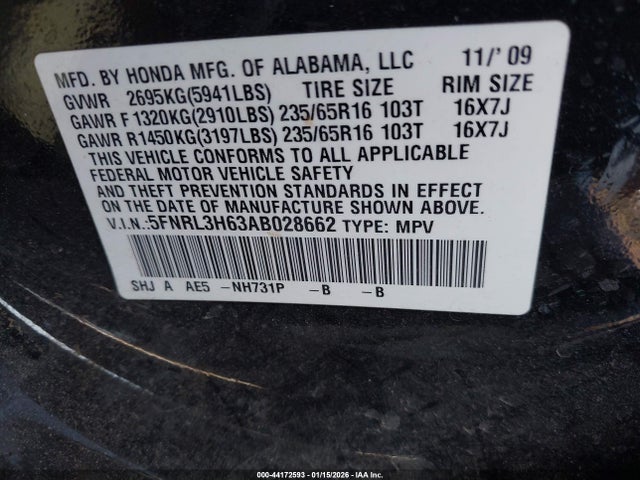 MFD. BY HONDA MFG. OF ALABAMA, LLC 11/' 09
GVWR 2695KG(5941LBS) TIRE SIZE RIM SIZE
GAWR F 1320KG(2910LBS) 235/65R16 103T 16X7J
GAWR R1450KG(3197LBS) 235/65R16 103T 16X7J
THIS VEHICLE CONFORMS TO ALL APPLICABLE
FEDERAL MOTOR VEHICLE SAFETY
AND THEFT PREVENTION STANDARDS IN EFFECT
ON THE DATE OF MANUFACTURE SHOWN ABOVE.
V.I.N.:5FNRL3H63AB028662 TYPE: MPV
SHJ A AE5 -NH731P -B -B
000-44172593 - 01/15/2026 - IAA Inc.